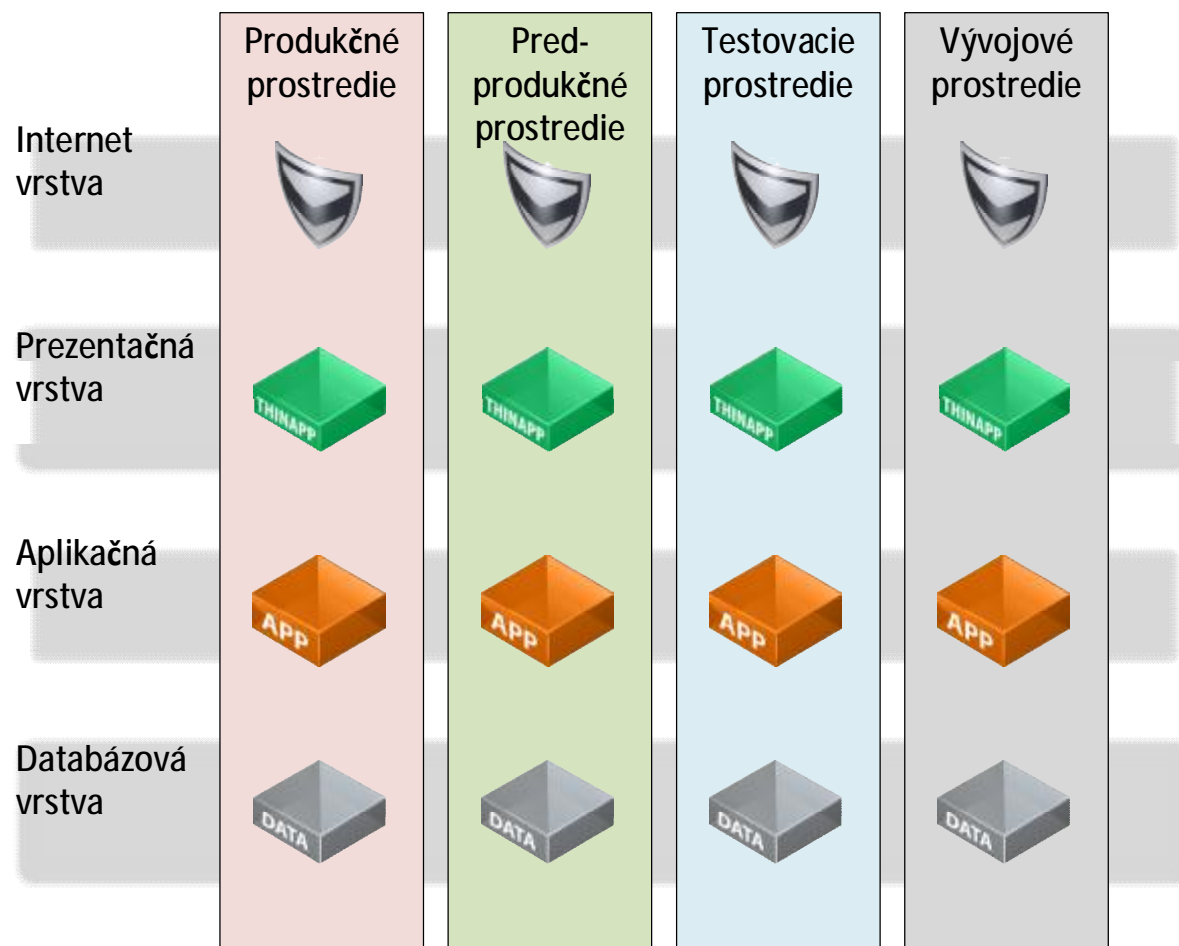 Produkčné
prostredie
Pred-
produkčné
prostredie
Testovacie
prostredie
Vývojové
prostredie
Internet
vrstva
Prezentačná
vrstva
THINAPP
THINAPP
THINAPP
THINAPP
Aplikačná
vrstva
APP
APP
APP
APP
Databázová
vrstva
DATA
DATA
DATA
DATA